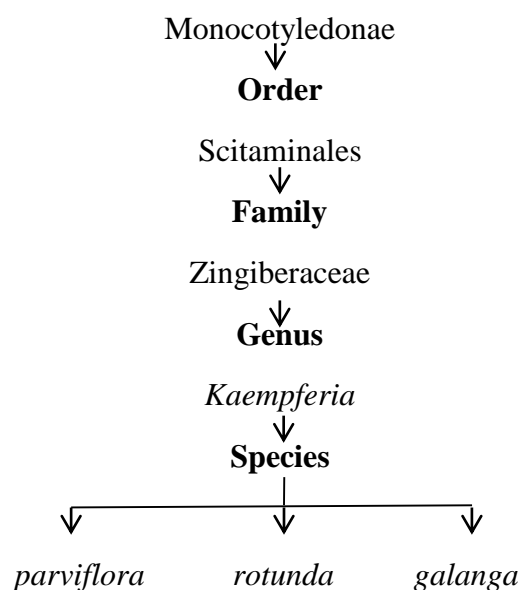 Monocotyledonae
Order
Scitaminales
Family
Zingiberaceae
Genus
Kaempferia
Species
parviflora rotunda galanga